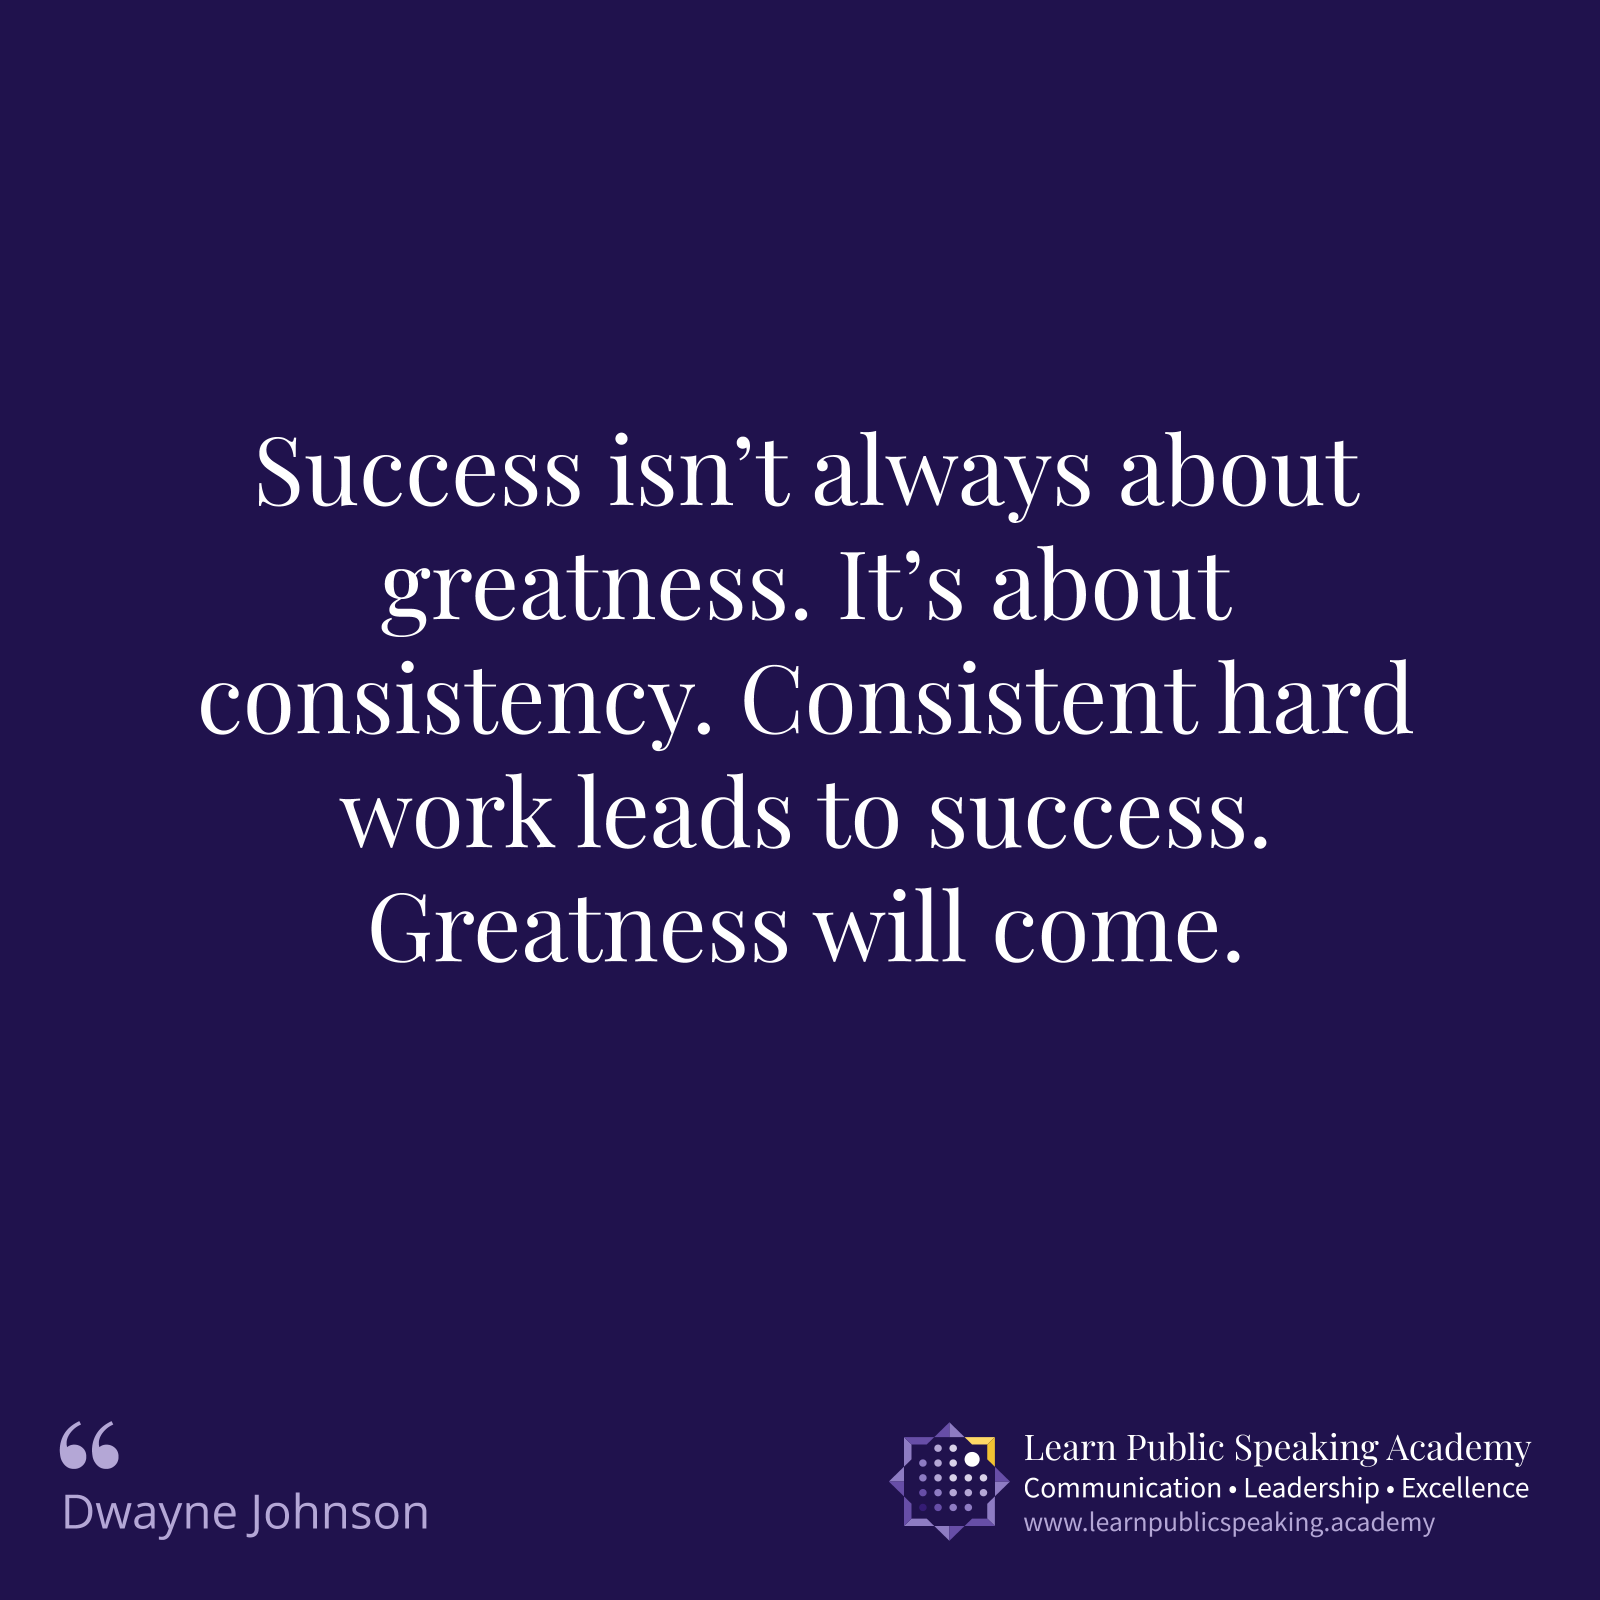 Success isn’t always about
greatness. It’s about
consistency. Consistent hard
work leads to success.
Greatness will come.
“
Dwayne Johnson
Learn Public Speaking Academy
Communication • Leadership • Excellence
www.learnpublicspeaking.academy